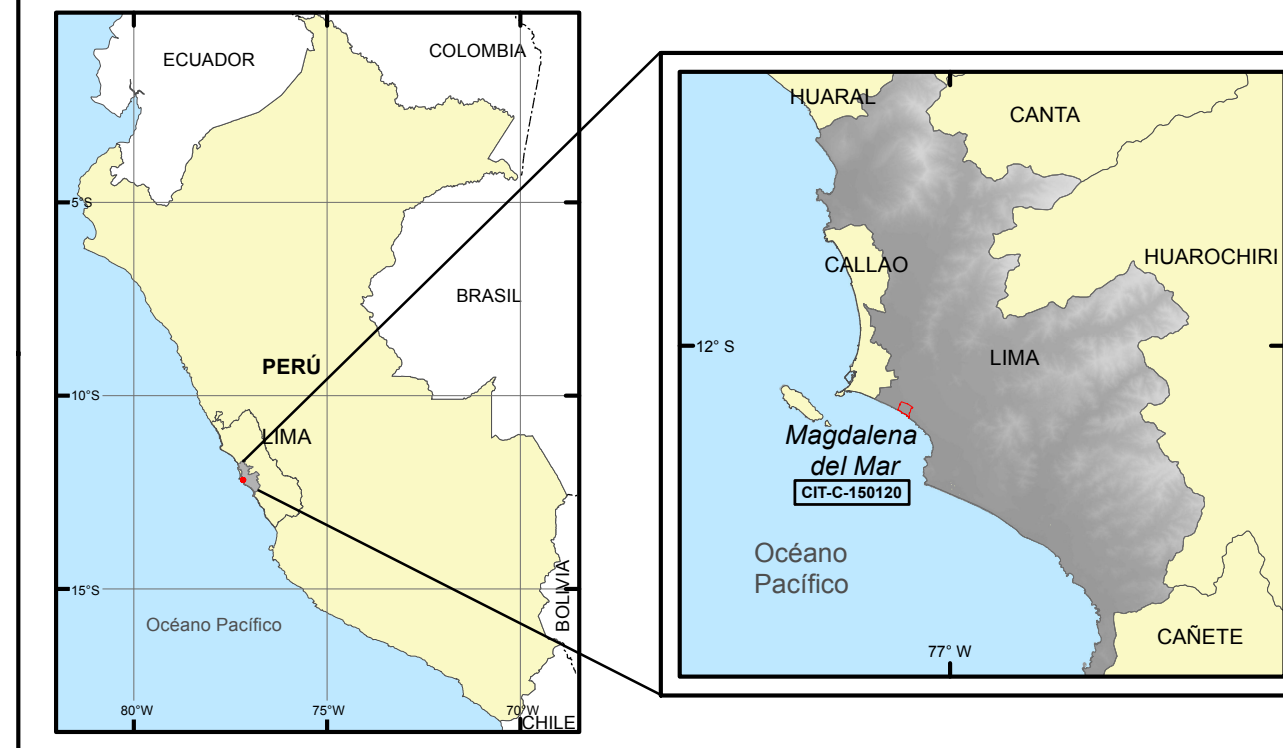 ECUADOR
COLOMBIA
5°S
BRASIL
PERÚ
10°S
LIMA
15°S
BOLIVIA
Océano Pacífico
80°W
75°W
70°W
CHILE
HUARAL
CANTA
CALLAO
HUAROCHIRI
12° S
LIMA
Magdalena
del Mar
CIT-C-150120
Océano
Pacífico
CAÑETE
77° W